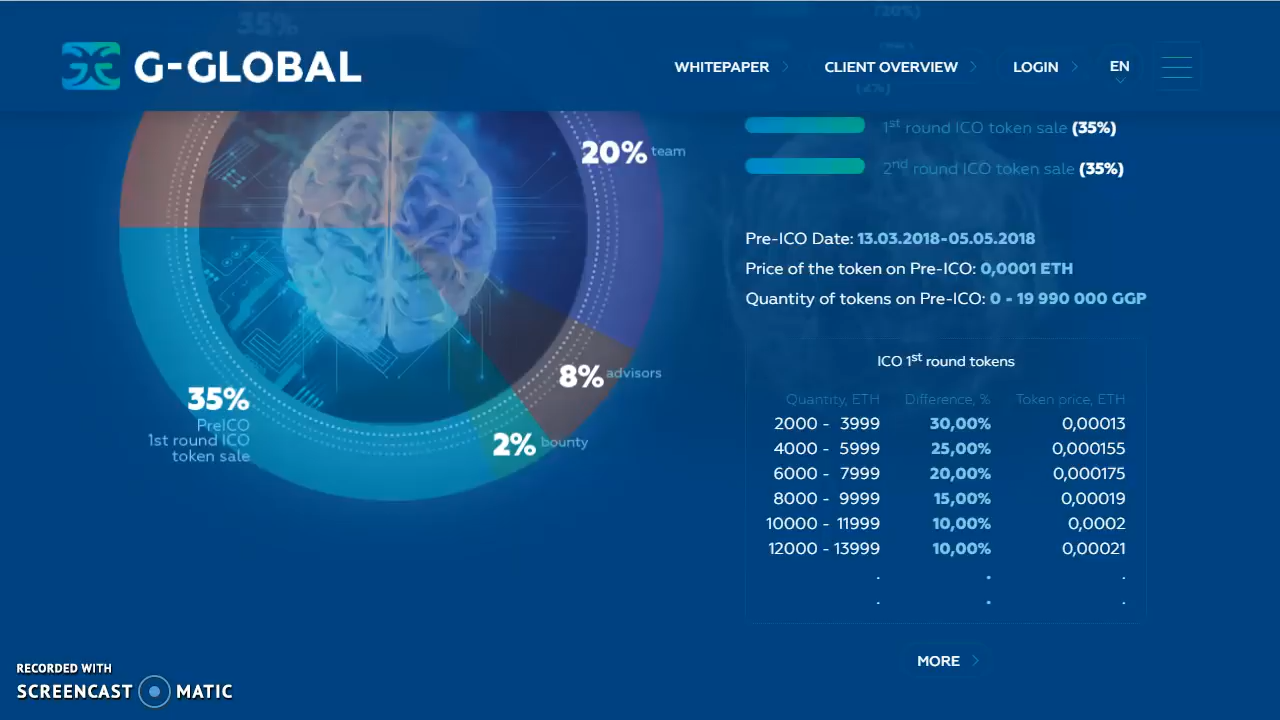 35%
(20%)
G-GLOBAL
WHITEPAPER
CLIENT OVERVIEW
LOGIN
EN
(2%)
20% team
8% advisors
2% bounty
35%
PreICO
1st round ICO
token sale
1st round ICO token sale (35%)
2nd round ICO token sale (35%)
Pre-ICO Date: 13.03.2018-05.05.2018
Price of the token on Pre-ICO: 0,0001 ETH
Quantity of tokens on Pre-ICO: 0 - 19 990 000 GGP
ICO 1st round tokens
Quantity, ETH Difference, % Token price, ETH
2000 - 3999 30,00% 0,00013
4000 - 5999 25,00% 0,000155
6000 - 7999 20,00% 0,000175
8000 - 9999 15,00% 0,00019
10000 - 11999 10,00% 0,0002
12000 - 13999 10,00% 0,00021
. . .
. . .
MORE
RECORDED WITH
SCREENCAST MATIC